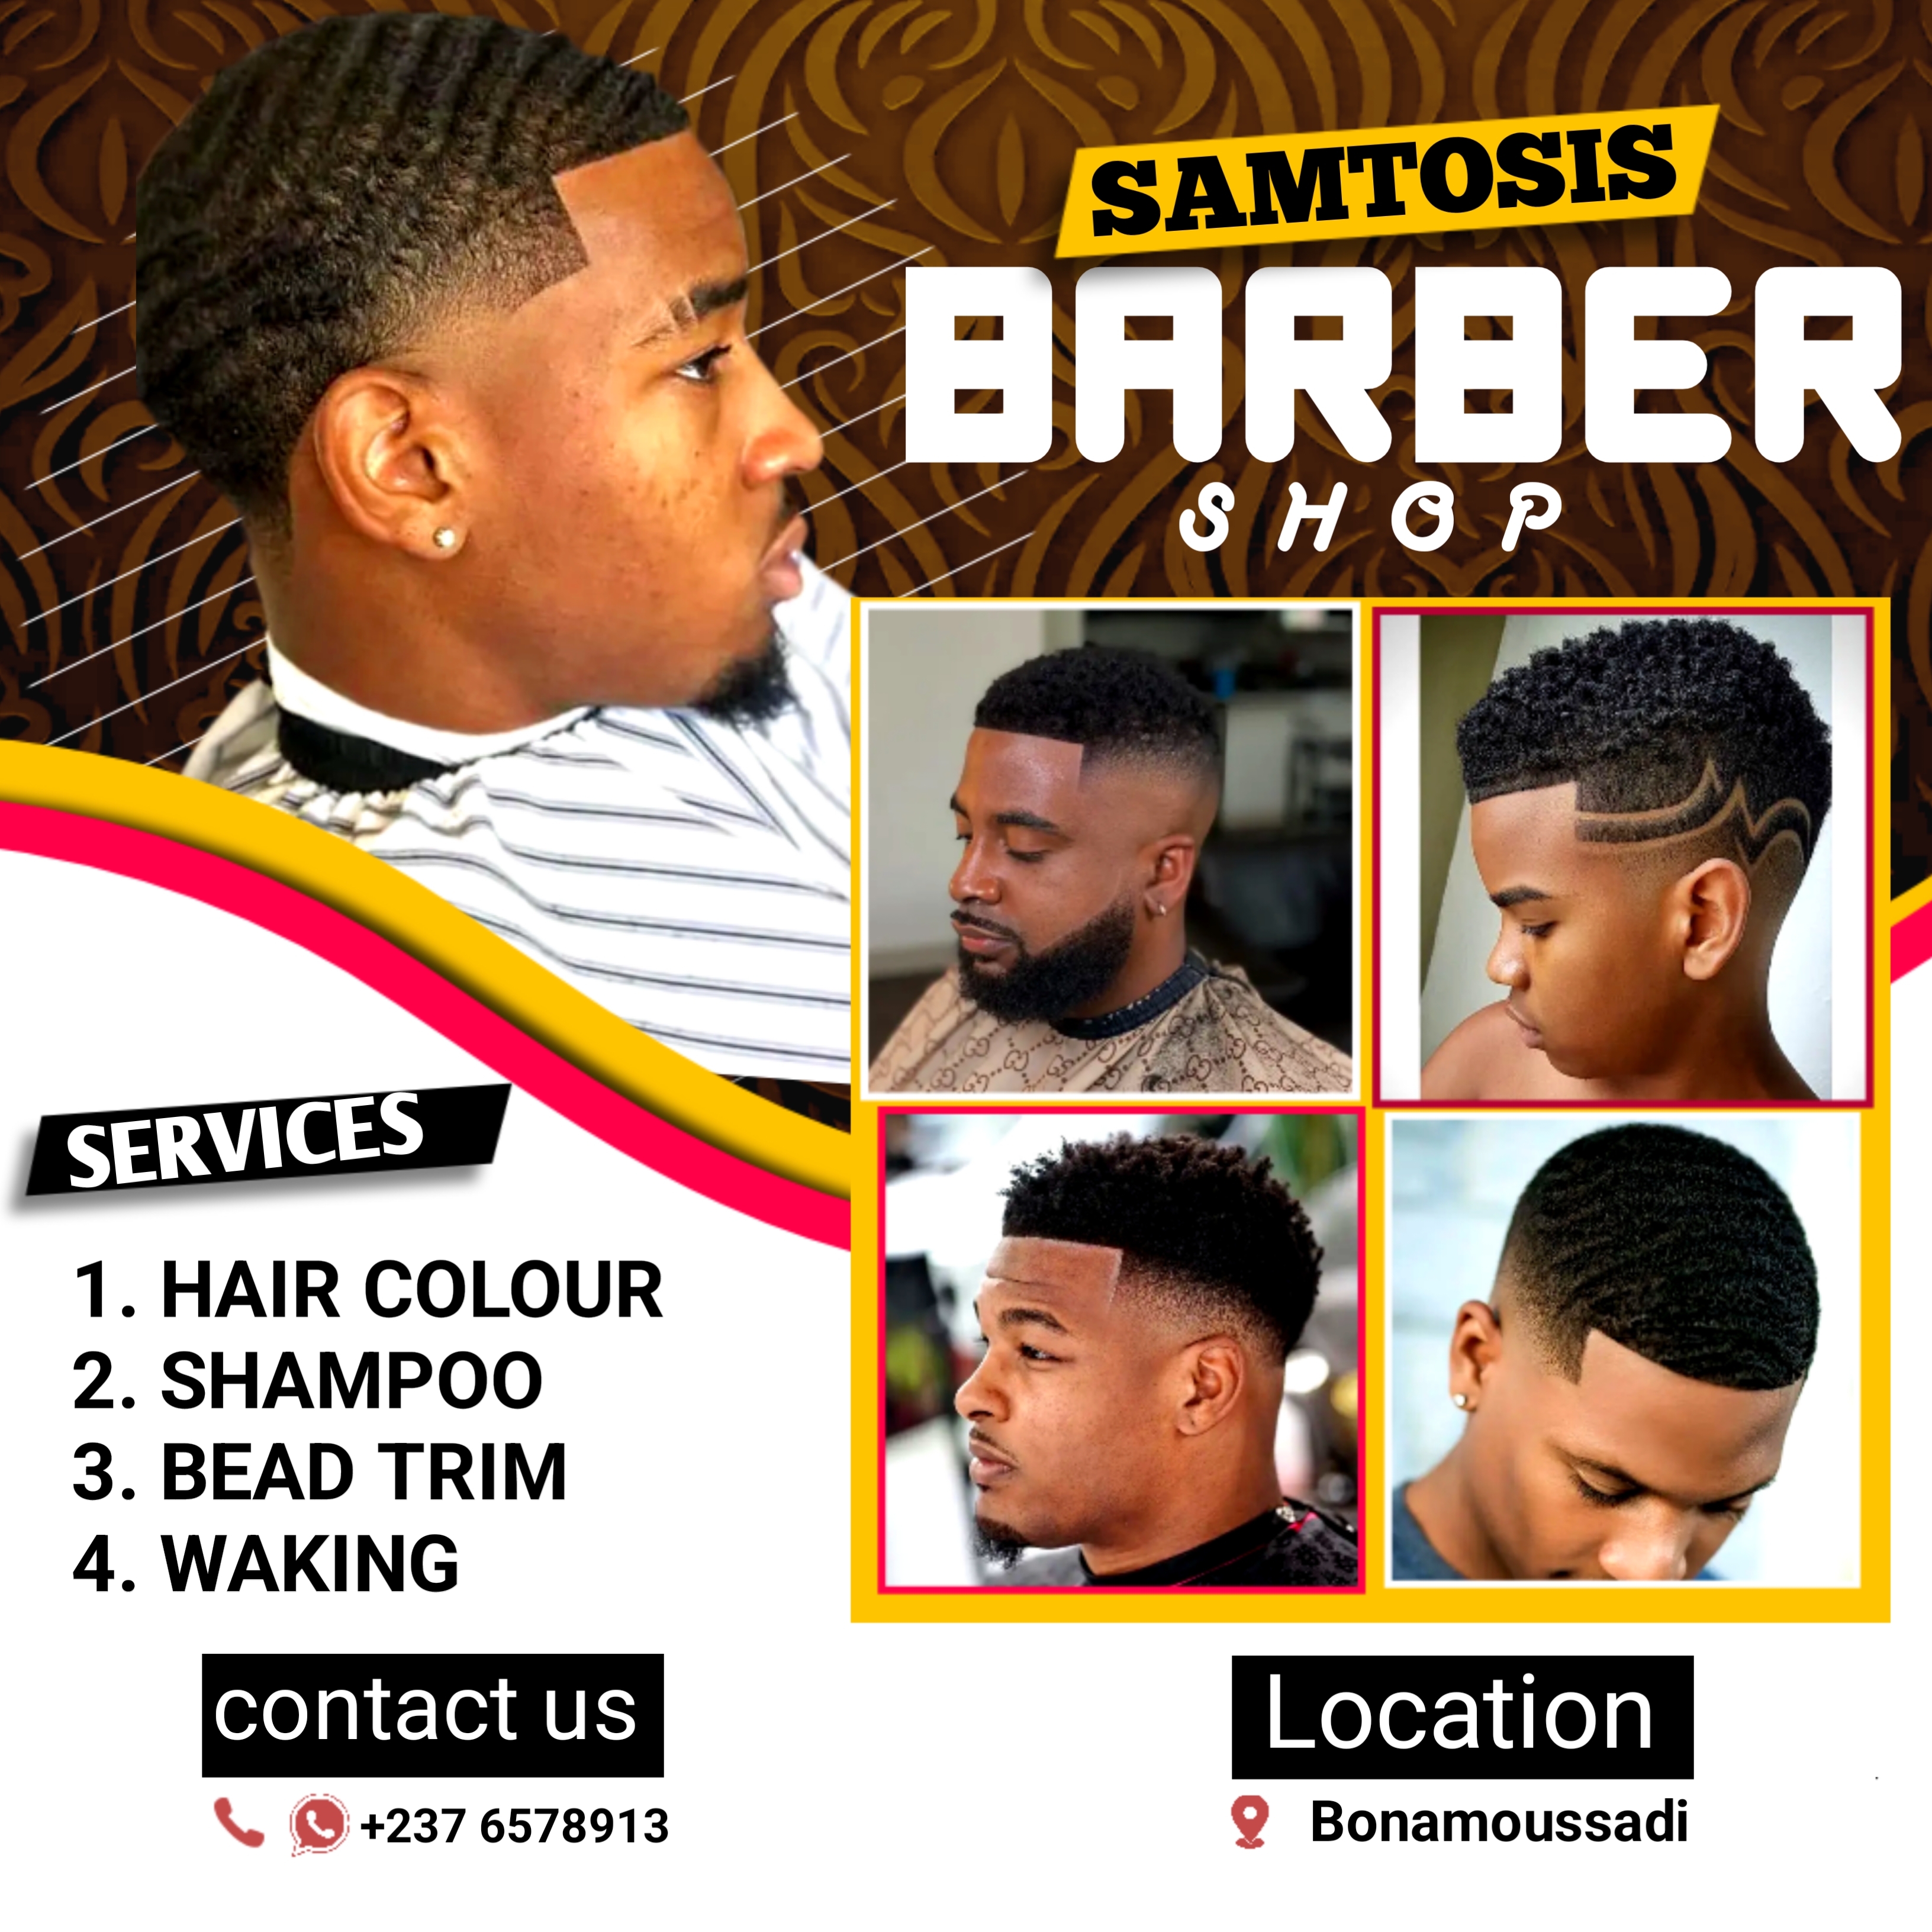 SAMTOSIS
BARBER
SHOP
SERVICES
1. HAIR COLOUR
2. SHAMPOO
3. BEAD TRIM
4. WAKING
contact us
+237 6578913
Location
Bonamoussadi